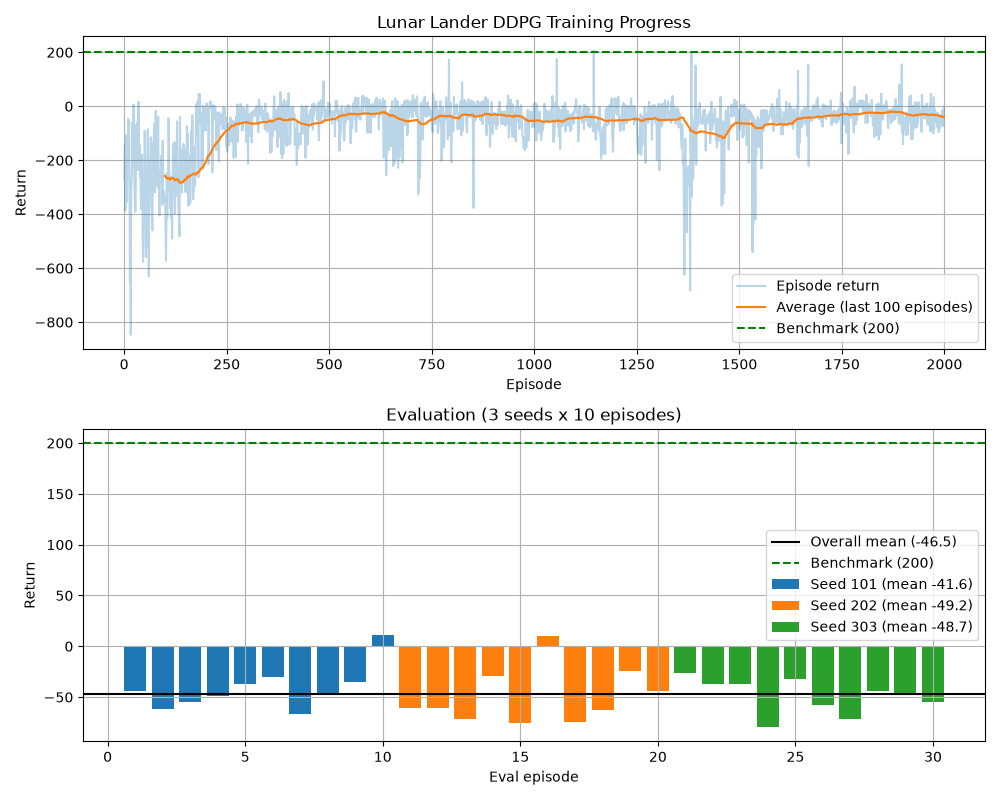 Lunar Lander DDPG Training Progress
200
0
−200
−400
−600
−800
Return
0
250
500
750
1000
1250
1500
1750
2000
Episode
Episode return
Average (last 100 episodes)
Benchmark (200)
Evaluation (3 seeds x 10 episodes)
200
150
100
50
0
−50
Return
0
5
10
15
20
25
30
Eval episode
Overall mean (-46.5)
Benchmark (200)
Seed 101 (mean -41.6)
Seed 202 (mean -49.2)
Seed 303 (mean -48.7)